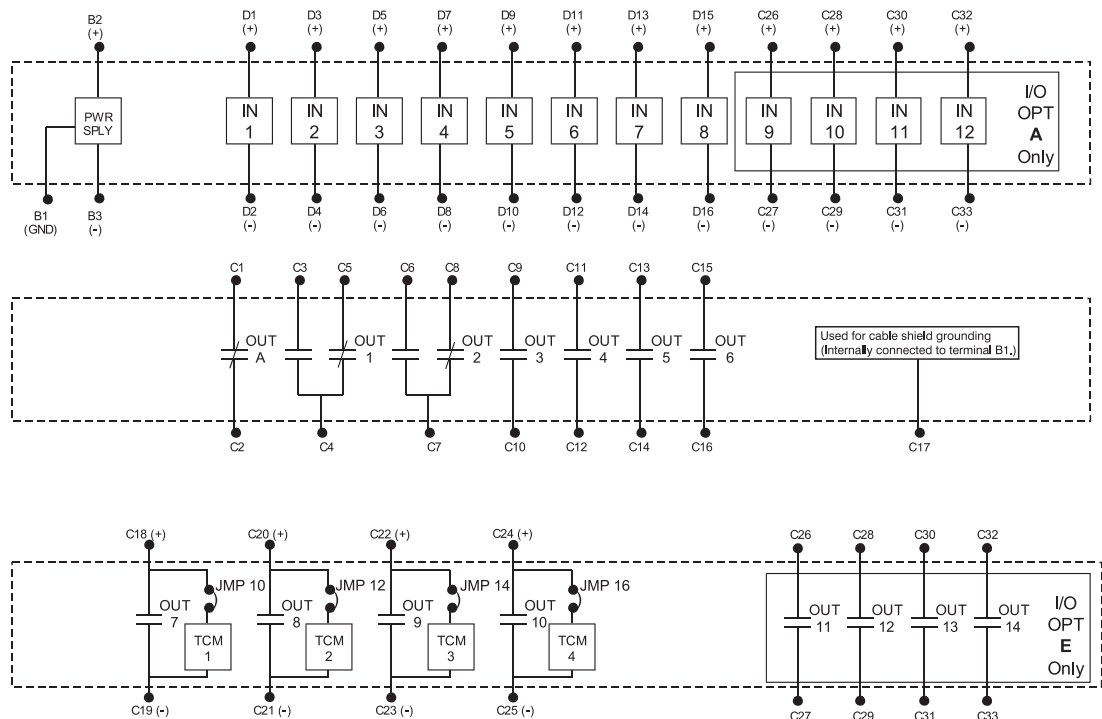 B2 D1 D3 D5 D7 D9 D11 D13 D15 C26 C28 C30 C32
(+) (+) (+) (+) (+) (+) (+) (+) (+) (+) (+) (+) (+)
PWR SPLY
IN 1
IN 2
IN 3
IN 4
IN 5
IN 6
IN 7
IN 8
IN 9
IN 10
IN 11
IN 12
I/O
OPT
A
Only
B1 B3 D2 D4 D6 D8 D10 D12 D14 D16 C27 C29 C31 C33
(GND) (-) (-) (-) (-) (-) (-) (-) (-) (-) (-) (-) (-) (-)
C1 C3 C5 C6 C8 C9 C11 C13 C15
OUT A
OUT 1
OUT 2
OUT 3
OUT 4
OUT 5
OUT 6
Used for cable shield grounding
(Internally connected to terminal B1.)
C2 C4 C7 C10 C12 C14 C16 C17
C18 (+) C20 (+) C22 (+) C24 (+) C26 C28 C30 C32
JMP 10 JMP 12 JMP 14 JMP 16
OUT 7
OUT 8
OUT 9
OUT 10
TCM 1
TCM 2
TCM 3
TCM 4
OUT 11
OUT 12
OUT 13
OUT 14
I/O
OPT
E
Only
C19 (-) C21 (-) C23 (-) C25 (-) C27 C29 C31 C33